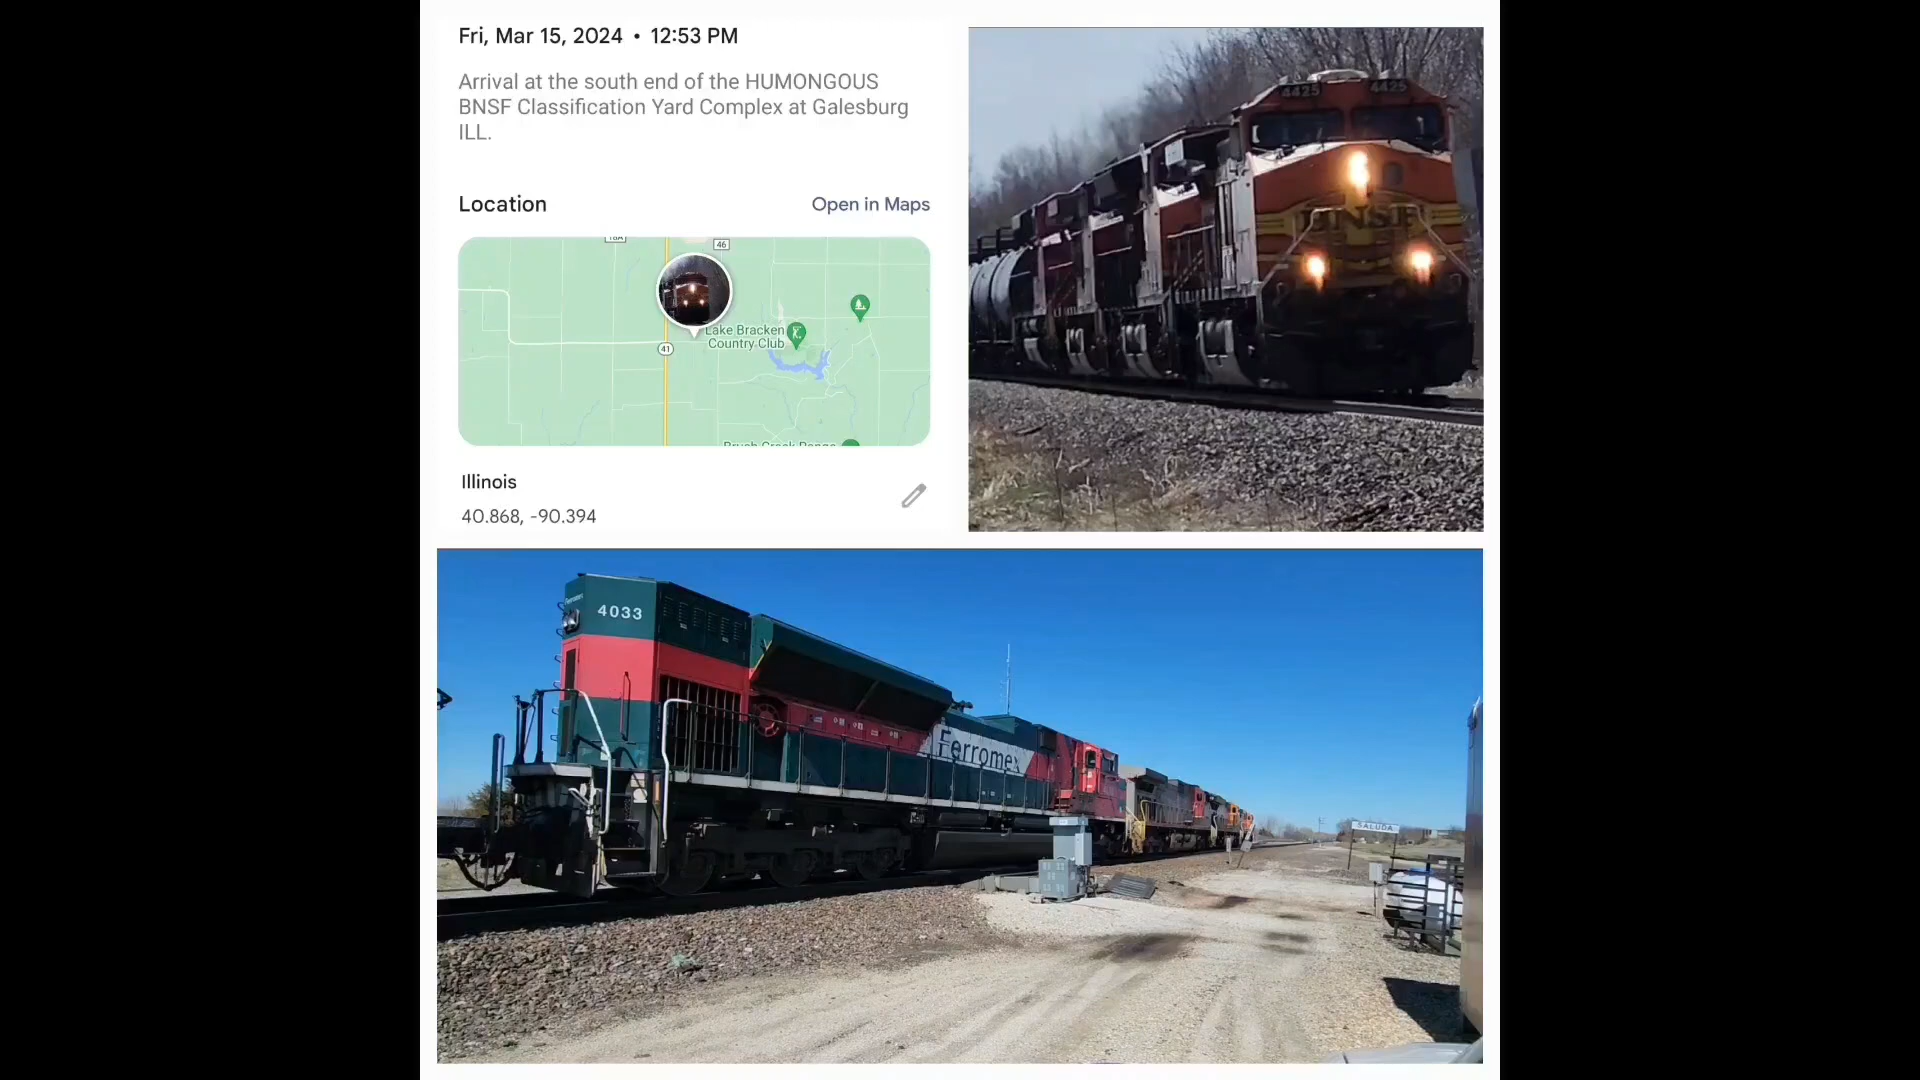 Fri, Mar 15, 2024 • 12:53 PM
Arrival at the south end of the HUMONGOUS
BNSF Classification Yard Complex at Galesburg
ILL.
Location
Open in Maps
46
41
Lake Bracken
Country Club
Illinois
40.868, -90.394
4425
4425
BNSF
Ferromex
4033
Ferromex
SALUDA